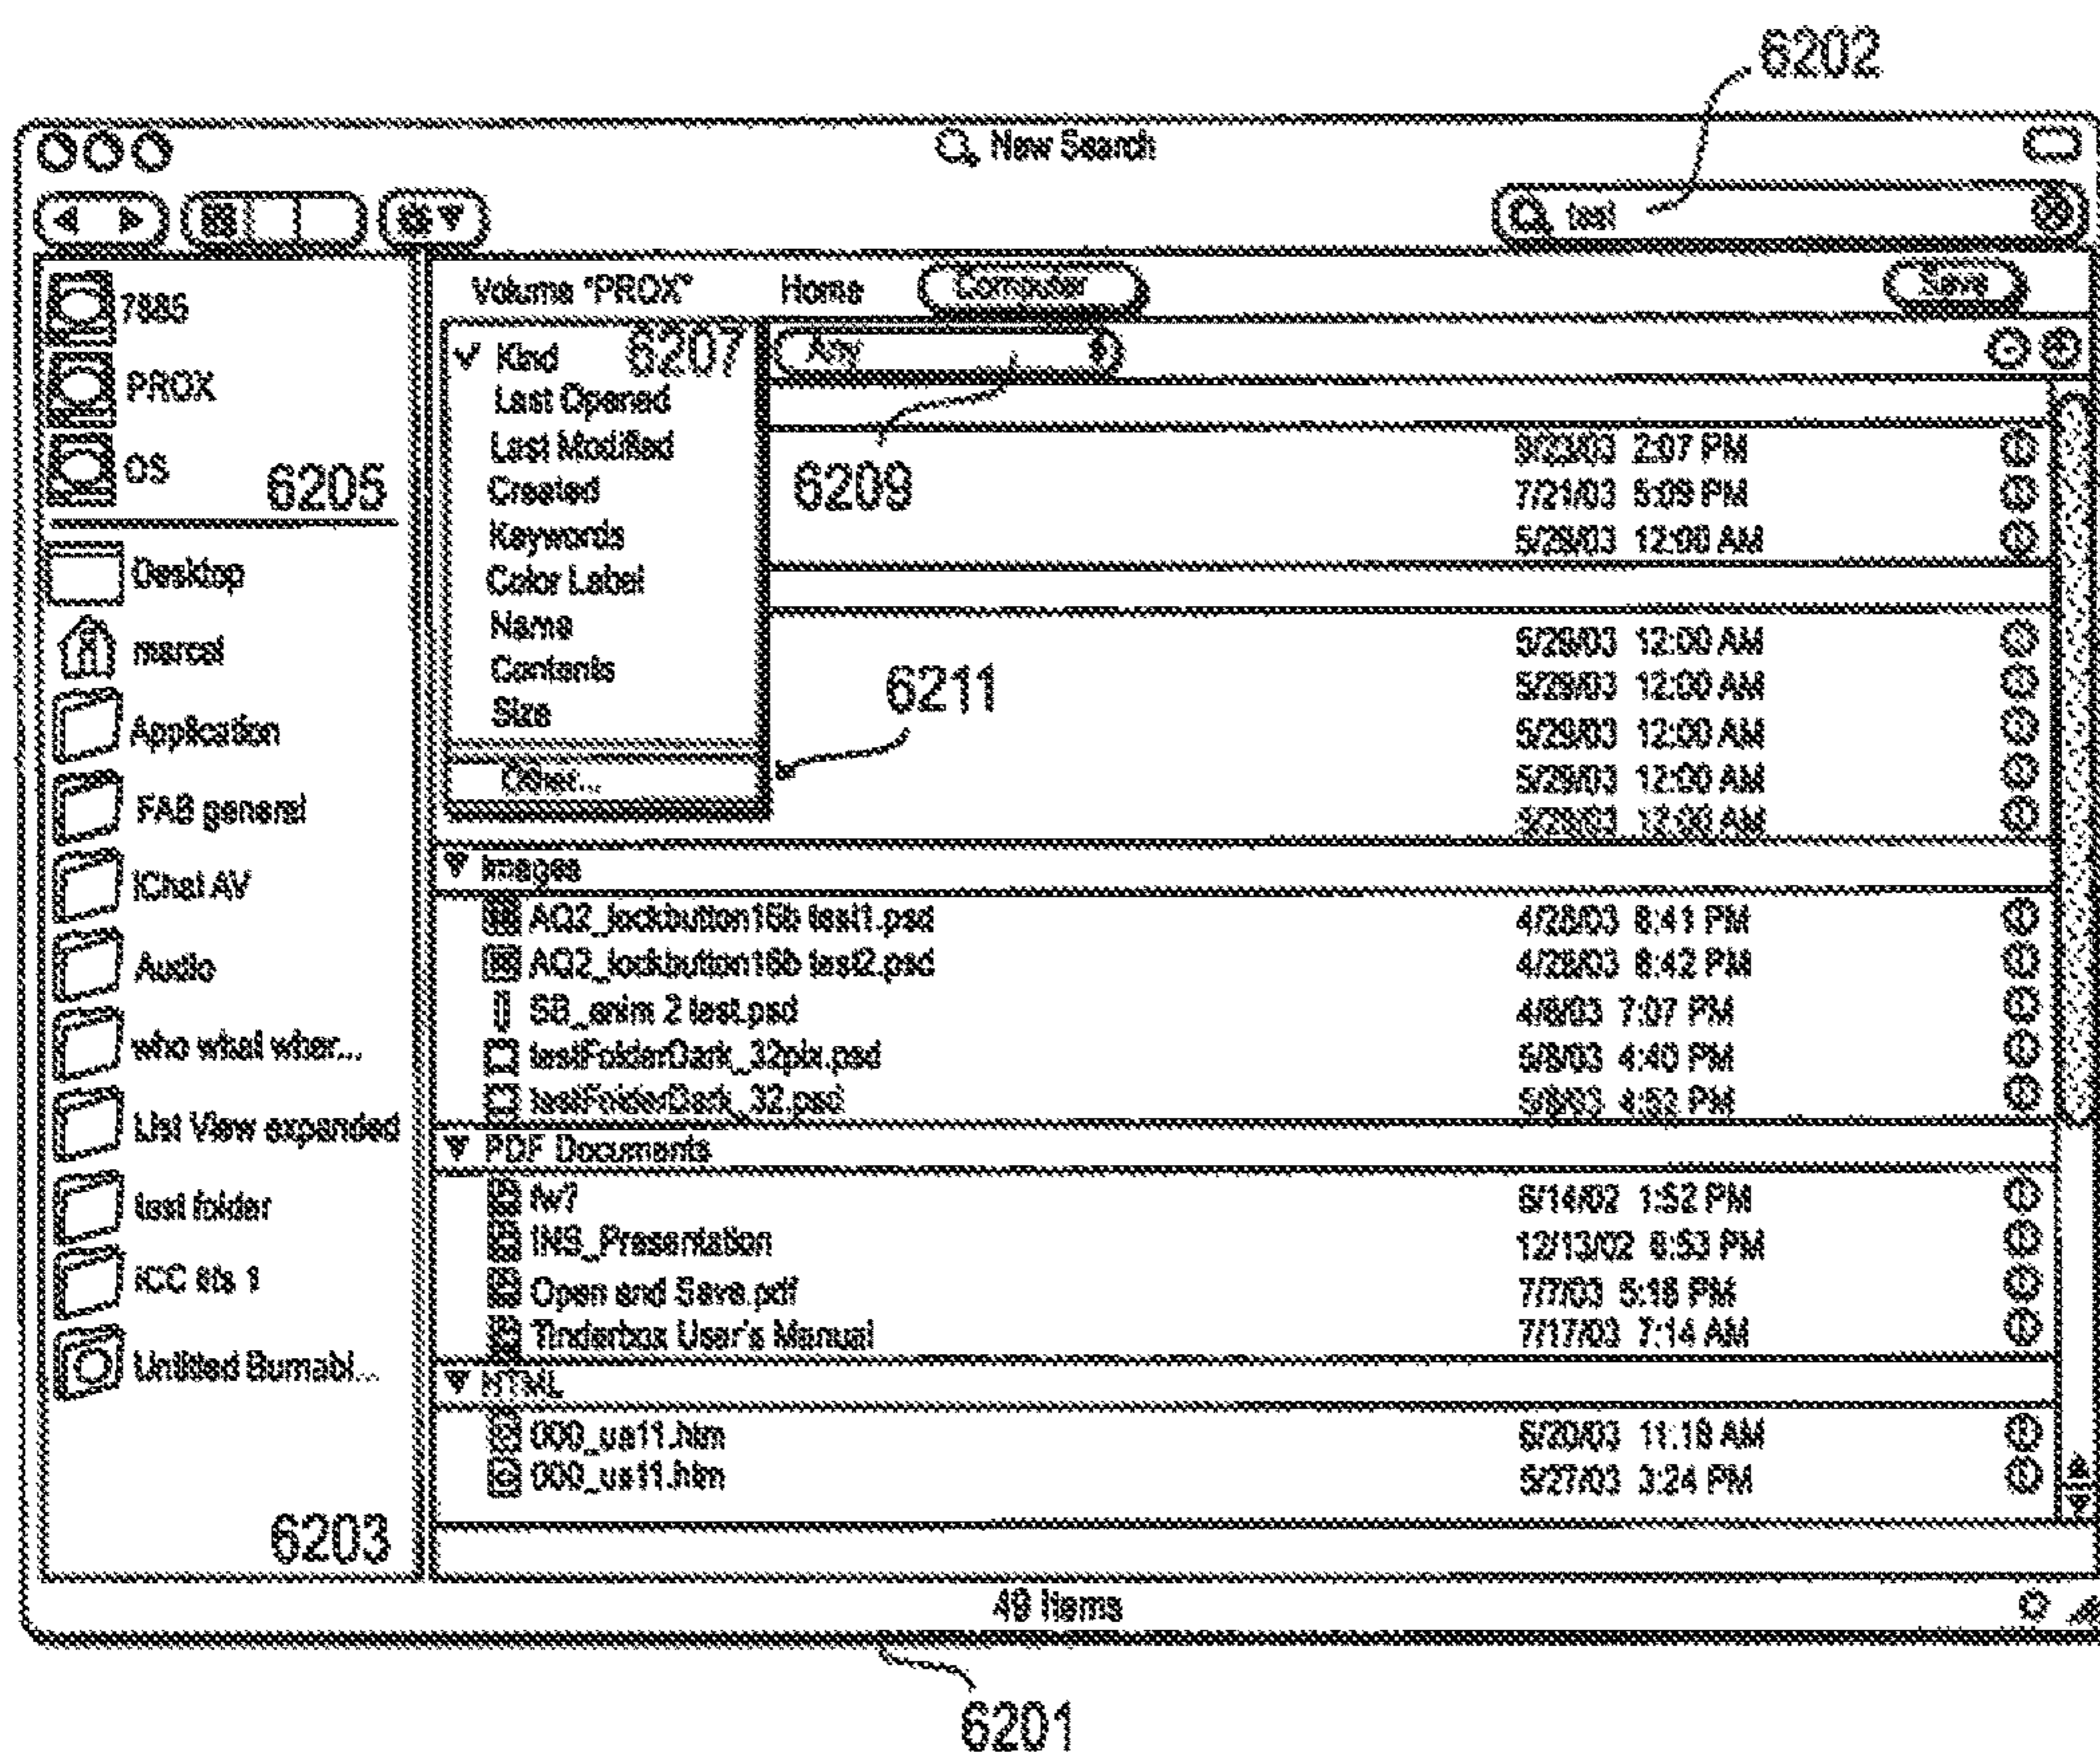 6202
New Search
test
Volume "PROX" Home Computer Save
7885
PROX
OS
6205
Desktop
marcel
Application
FAB general
iChat AV
Audio
who what wher...
List View expanded
test folder
Untitled Burnabl...
6203
✓ Kind
6207
Any
Last Opened
Last Modified
Created
Keywords
Color Label
Name
Contents
Size
Other...
6209
6211
2:07 PM
7/21/03 5:09 PM
5/29/03 12:00 AM
5/29/03 12:00 AM
5/29/03 12:00 AM
5/29/03 12:00 AM
5/29/03 12:00 AM
5/29/03 12:00 AM
Images
AQ2_lockbutton16b test1.psd 4/28/03 8:41 PM
AQ2_lockbutton16b test2.psd 4/28/03 8:42 PM
SB_anim 2 test.psd 4/8/03 7:07 PM
testFolderDark_32pix.psd 5/8/03 4:40 PM
testFolderDark_32.psd 5/8/03 4:52 PM
PDF Documents
fw7 6/14/02 1:52 PM
INS_Presentation 12/13/02 6:53 PM
Open and Save.pdf 7/7/03 5:18 PM
Tinderbox User's Manual 7/17/03 7:14 AM
HTML
000_us11.htm 6/20/03 11:18 AM
000_us11.htm 5/27/03 3:24 PM
49 items
6201